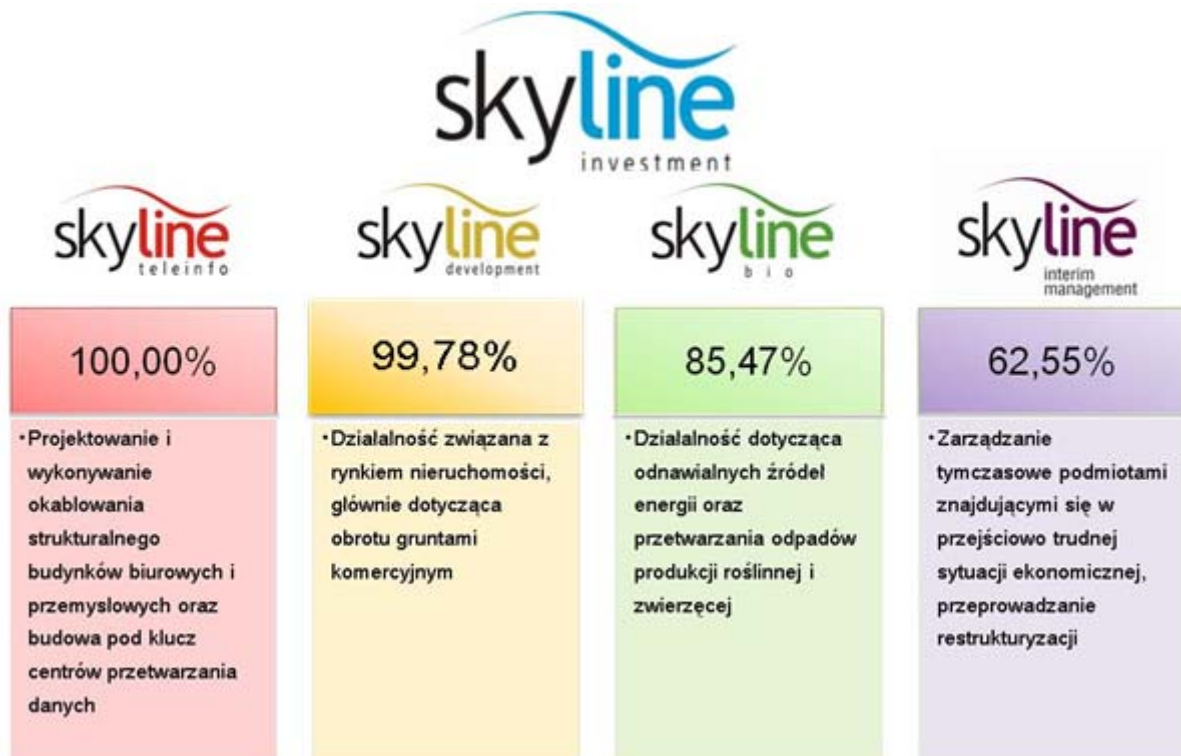 skyline
investment
skyline
teleinfo
skyline
development
skyline
bio
skyline
interim
management
100,00%
99,78%
85,47%
62,55%
•Projektowanie i
wykonywanie
okablowania
strukturalnego
budynków biurowych i
przemysłowych oraz
budowa pod klucz
centrów przetwarzania
danych
•Działalność związana z
rynkiem nieruchomości,
głównie dotycząca
obrotu gruntami
komercyjnym
•Działalność dotycząca
odnawialnych źródeł
energii oraz
przetwarzania odpadów
produkcji roślinnej i
zwierzęcej
•Zarządzanie
tymczasowe podmiotami
znajdującymi się w
przejściowo trudnej
sytuacji ekonomicznej,
przeprowadzanie
restrukturyzacji